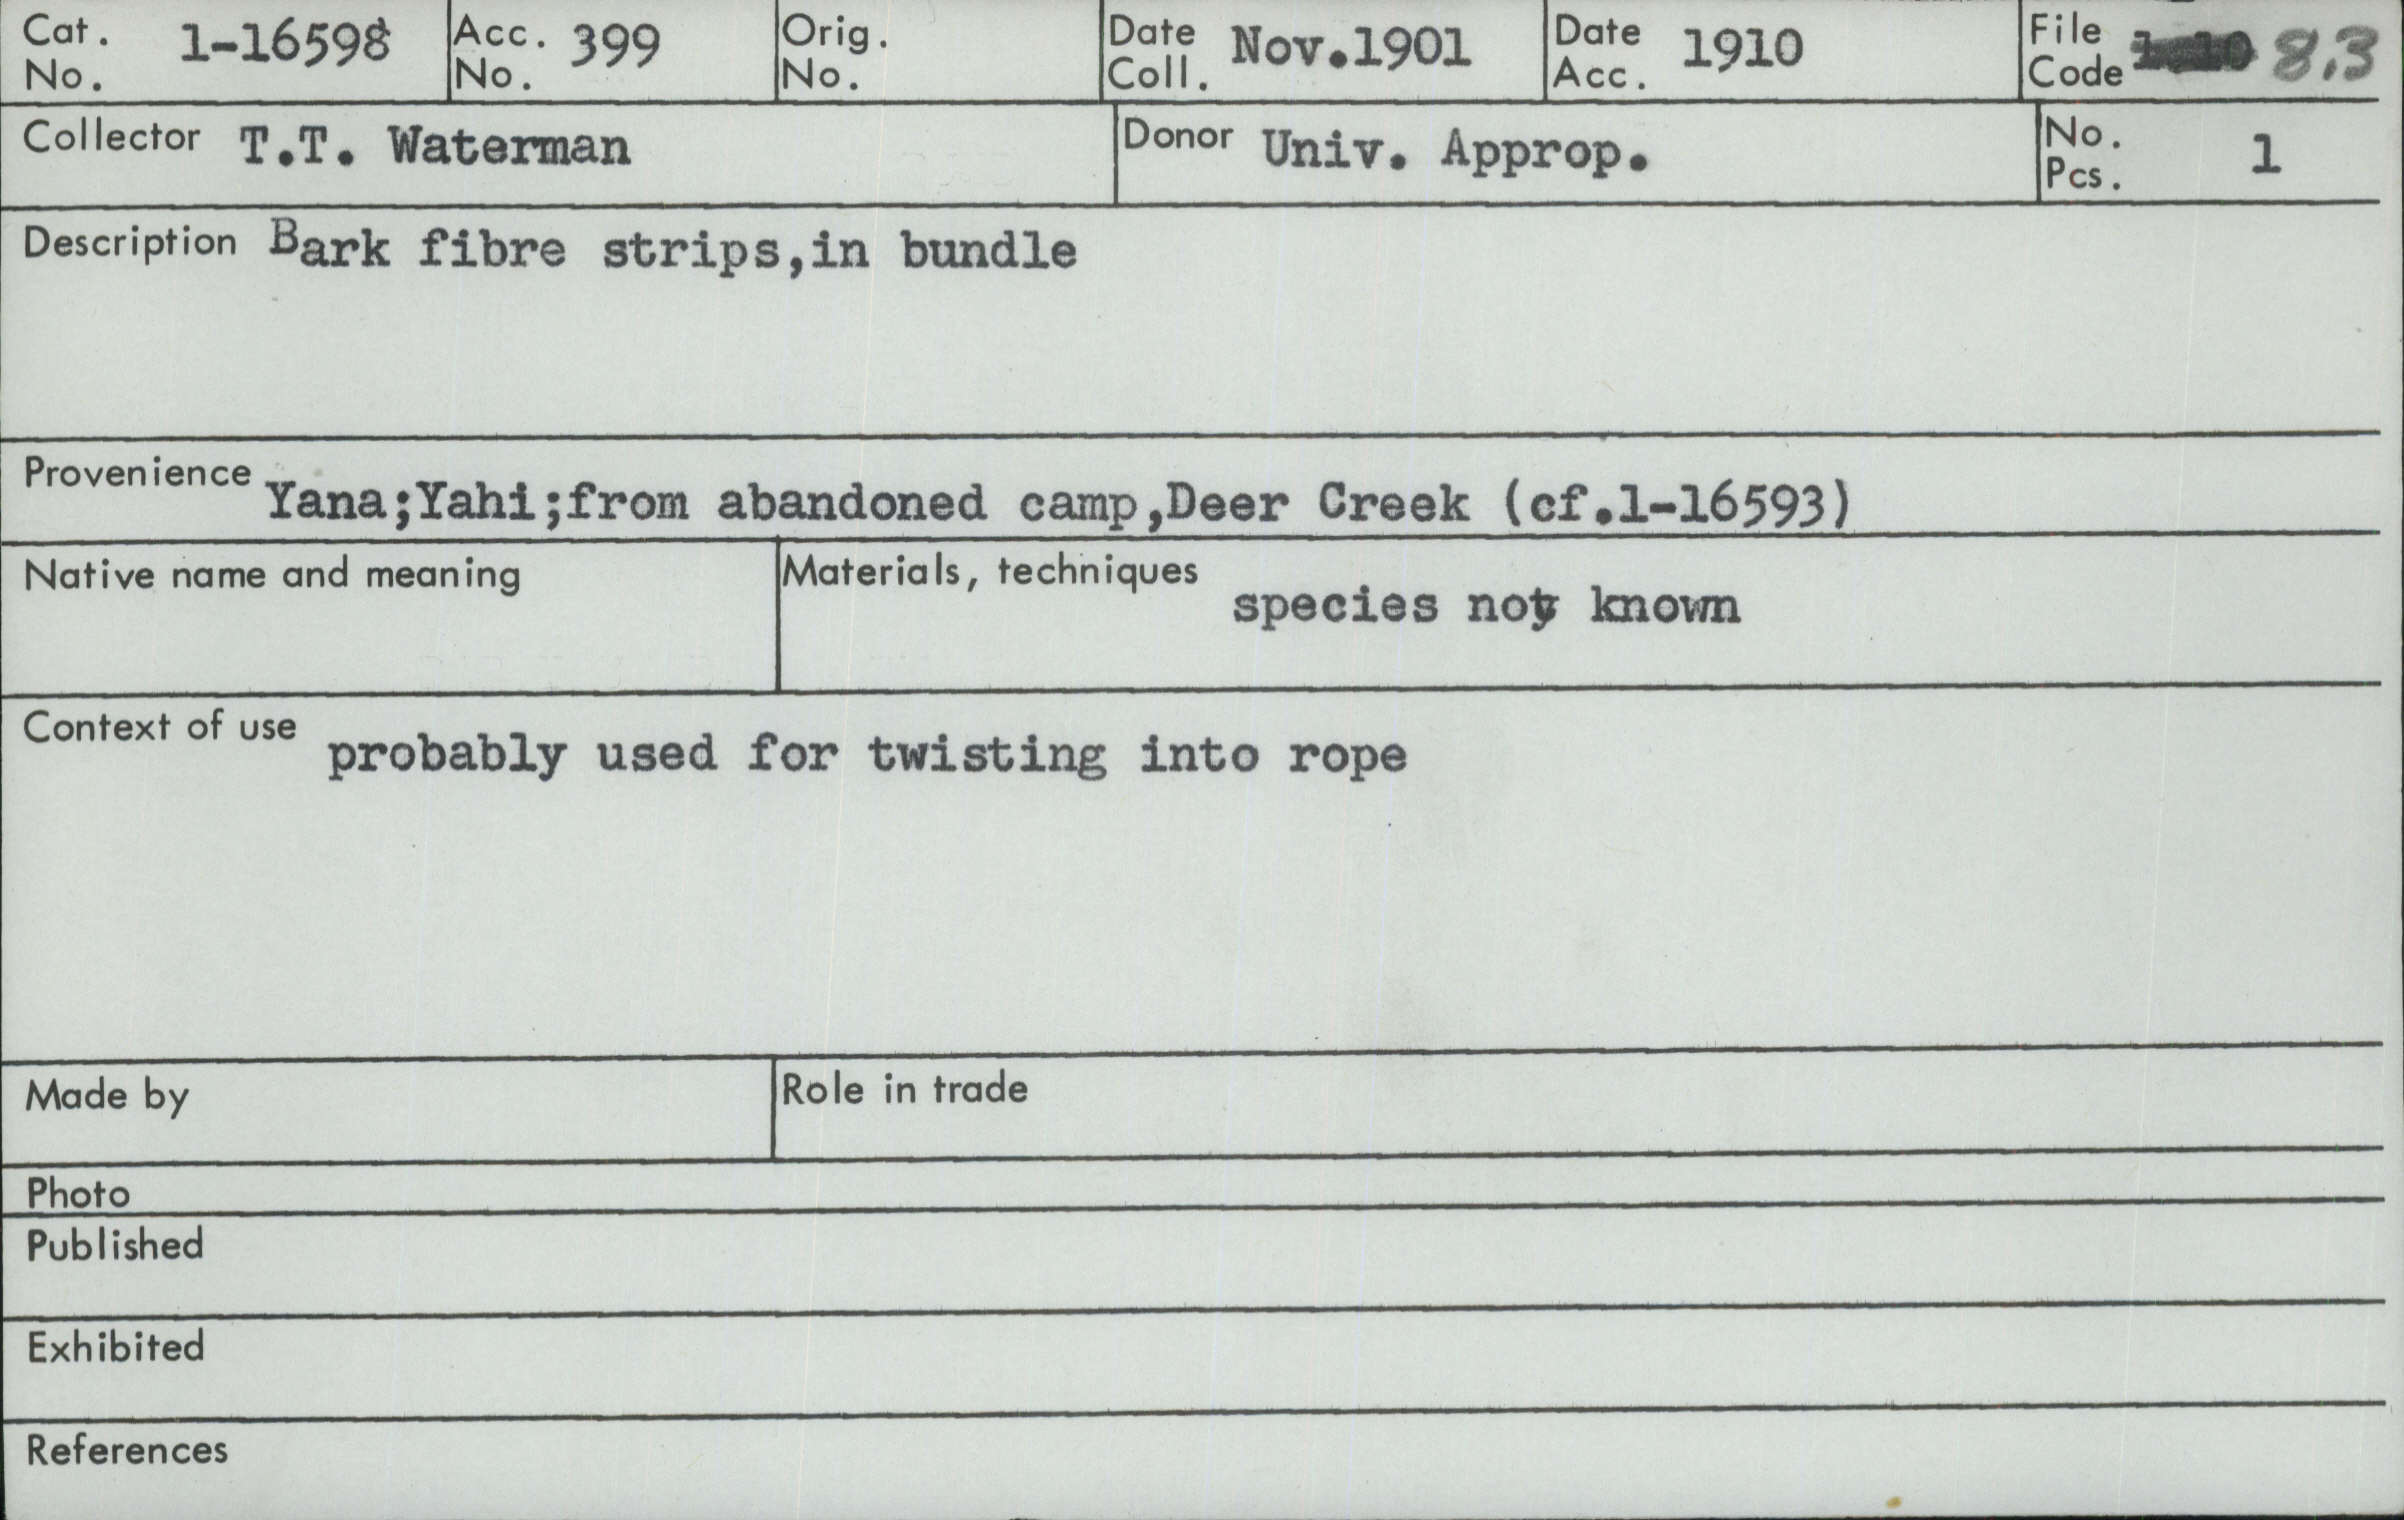 Cat. No. 1-16598 Acc. No. 399 Orig. No. Date Coll. Nov.1901 Date Acc. 1910 File Code 8.3
Collector T.T. Waterman Donor Univ. Approp. No. Pcs. 1
Description Bark fibre strips,in bundle
Provenience Yana;Yahi;from abandoned camp,Deer Creek (cf.1-16593)
Native name and meaning Materials, techniques species not known
Context of use probably used for twisting into rope
Made by Role in trade
Photo
Published
Exhibited
References